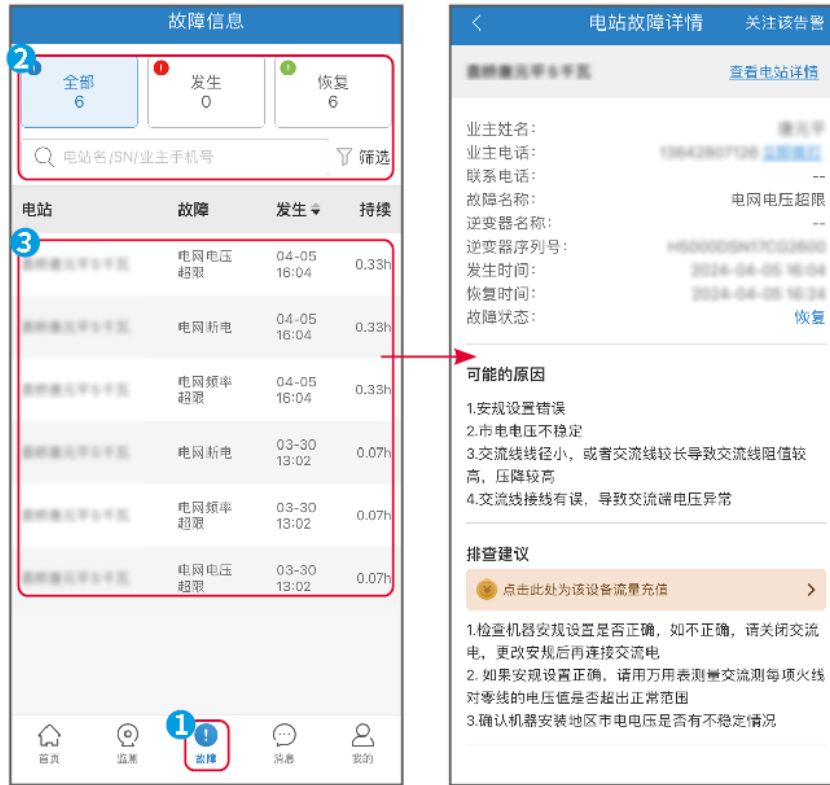 故障信息
2
全部
6
发生
0
恢复
6
电站名/SN/业主手机号
筛选
电站 故障 发生 持续
3
电网电压超限 04-05 16:04 0.33h
电网断电 04-05 16:04 0.33h
电网频率超限 04-05 16:04 0.33h
电网断电 03-30 13:02 0.07h
电网频率超限 03-30 13:02 0.07h
电网电压超限 03-30 13:02 0.07h
1
首页 监测 故障 消息 我的
电站故障详情 关注该告警
查看电站详情
业主姓名:
业主电话:
联系电话: --
故障名称: 电网电压超限
逆变器名称: --
逆变器序列号:
发生时间: 2024-04-05 16:04
恢复时间: 2024-04-05 16:24
故障状态: 恢复
可能的原因
1.安规设置错误
2.市电电压不稳定
3.交流线线径小，或者交流线较长导致交流线阻值较
高，压降较高
4.交流线接线有误，导致交流端电压异常
排查建议
点击此处为该设备流量充值
1.检查机器安规设置是否正确，如不正确，请关闭交流
电，更改安规后再连接交流电
2. 如果安规设置正确，请用万用表测量交流测每项火线
对零线的电压值是否超出正常范围
3.确认机器安装地区市电电压是否有不稳定情况